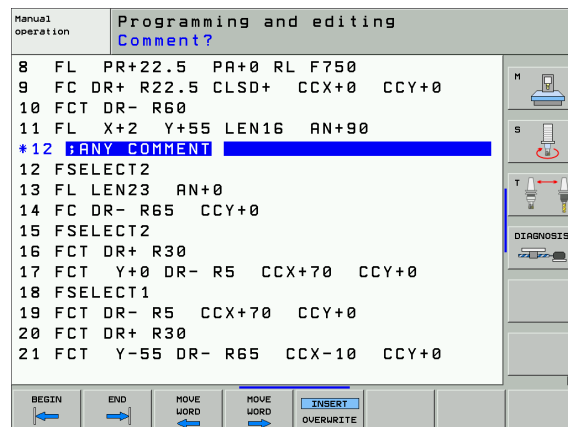 Manual
operation
Programming and editing
Comment?
8 FL PR+22.5 PA+0 RL F750
9 FC DR+ R22.5 CLSD+ CCX+0 CCY+0
10 FCT DR- R60
11 FL X+2 Y+55 LEN16 AN+90
*12 ;ANY COMMENT
12 FSELECT2
13 FL LEN23 AN+0
14 FC DR- R65 CCY+0
15 FSELECT2
16 FCT DR+ R30
17 FCT Y+0 DR- R5 CCX+70 CCY+0
18 FSELECT1
19 FCT DR- R5 CCX+70 CCY+0
20 FCT DR+ R30
21 FCT Y-55 DR- R65 CCX-10 CCY+0
M
S
T
DIAGNOSIS
BEGIN
END
MOVE
WORD
MOVE
WORD
INSERT
OVERWRITE